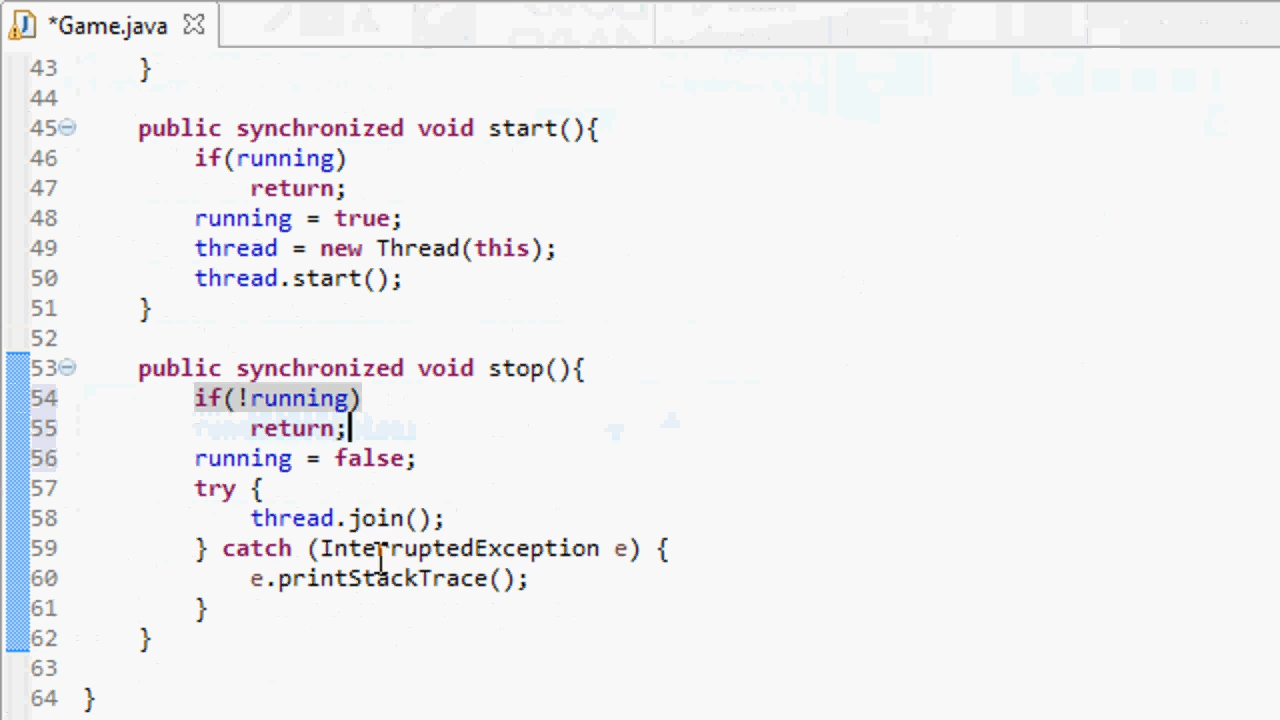 *Game.java
43 }
44
45 public synchronized void start(){
46 if(running)
47 return;
48 running = true;
49 thread = new Thread(this);
50 thread.start();
51 }
52
53 public synchronized void stop(){
54 if(!running)
55 return;
56 running = false;
57 try {
58 thread.join();
59 } catch (InterruptedException e) {
60 e.printStackTrace();
61 }
62 }
63
64 }